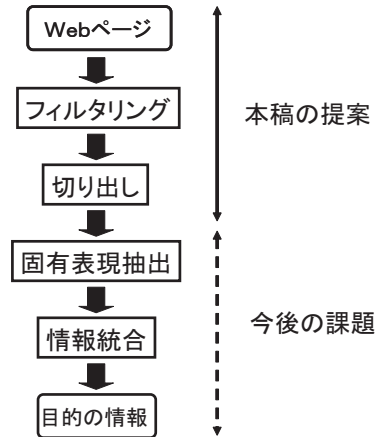 Webページ
フィルタリング
本稿の提案
切り出し
固有表現抽出
今後の課題
情報統合
目的の情報